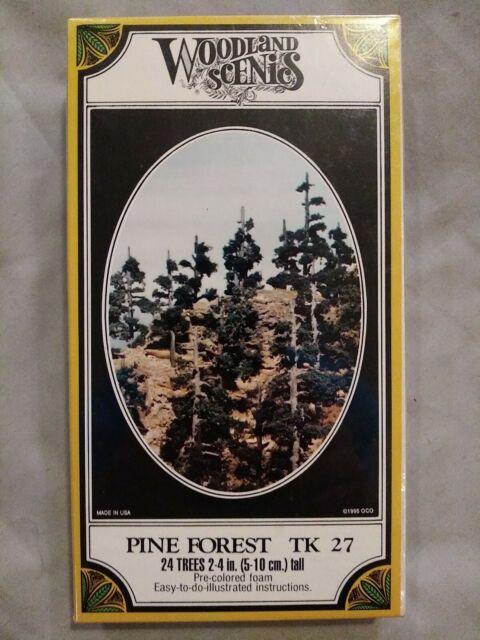 WOODLAND
SCENICS
®
MADE IN USA
©1995 OCO
PINE FOREST TK 27
24 TREES 2-4 in. (5-10 cm.) tall
Pre-colored foam
Easy-to-do-illustrated instructions.